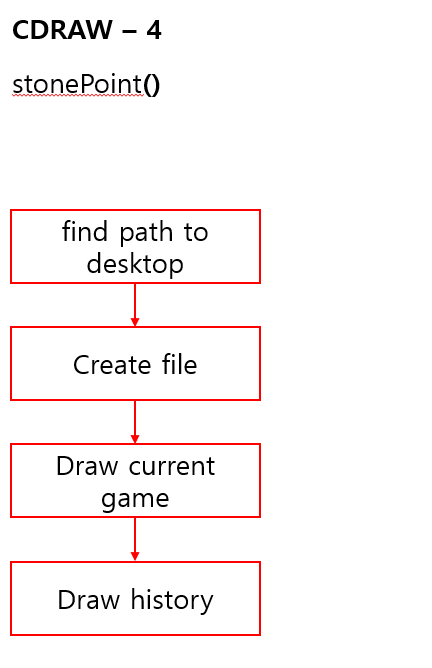 CDRAW – 4
stonePoint()
find path to
desktop
Create file
Draw current
game
Draw history